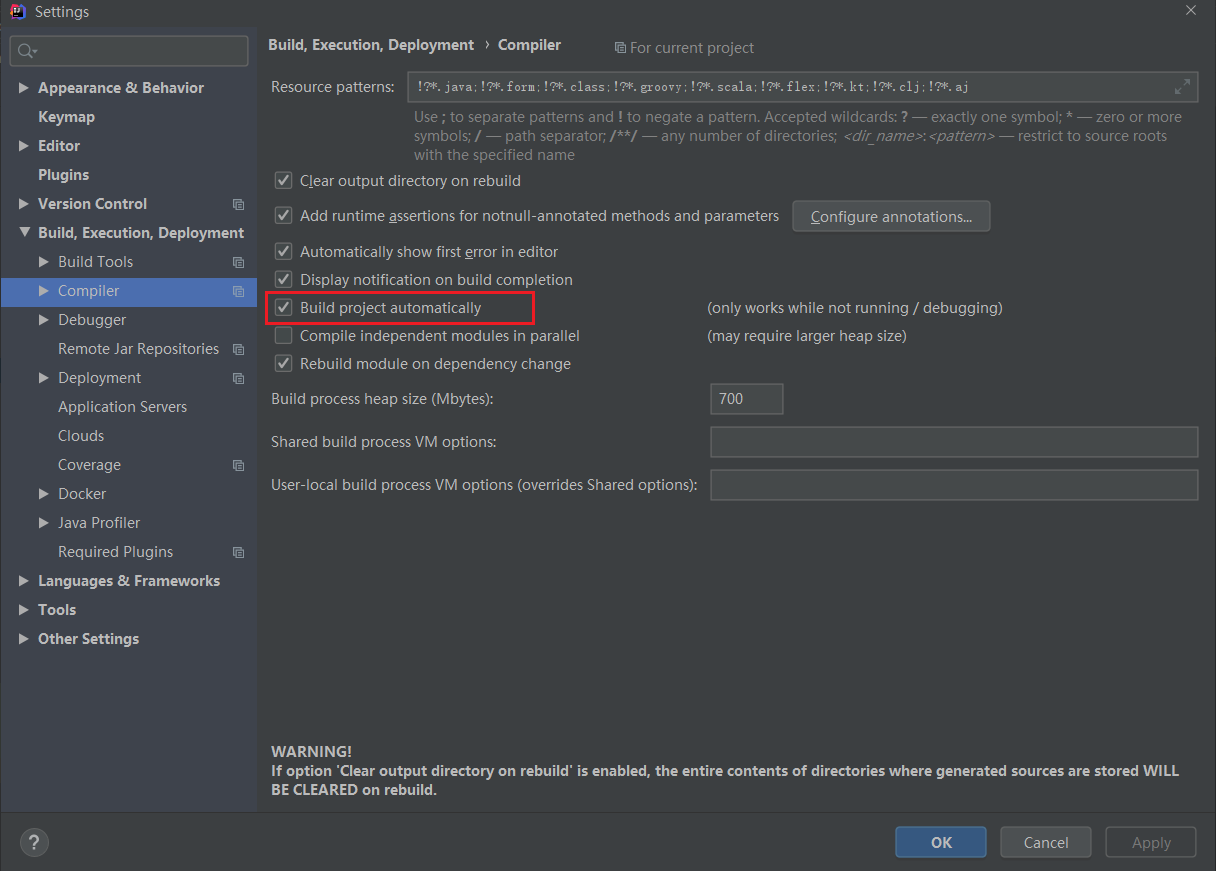 Settings
Build, Execution, Deployment › Compiler For current project
Appearance & Behavior
Keymap
Editor
Plugins
Version Control
Build, Execution, Deployment
Build Tools
Compiler
Debugger
Remote Jar Repositories
Deployment
Application Servers
Clouds
Coverage
Docker
Java Profiler
Required Plugins
Languages & Frameworks
Tools
Other Settings
Resource patterns: !?*.java;!?*.form;!?*.class;!?*.groovy;!?*.scala;!?*.flex;!?*.kt;!?*.clj;!?*.aj
Use ; to separate patterns and ! to negate a pattern. Accepted wildcards: ? — exactly one symbol; * — zero or more
symbols; / — path separator; /**/ — any number of directories; <dir_name>:<pattern> — restrict to source roots
with the specified name
Clear output directory on rebuild
Add runtime assertions for notnull-annotated methods and parameters Configure annotations...
Automatically show first error in editor
Display notification on build completion
Build project automatically (only works while not running / debugging)
Compile independent modules in parallel (may require larger heap size)
Rebuild module on dependency change
Build process heap size (Mbytes): 700
Shared build process VM options:
User-local build process VM options (overrides Shared options):
WARNING!
If option 'Clear output directory on rebuild' is enabled, the entire contents of directories where generated sources are stored WILL
BE CLEARED on rebuild.
? OK Cancel Apply